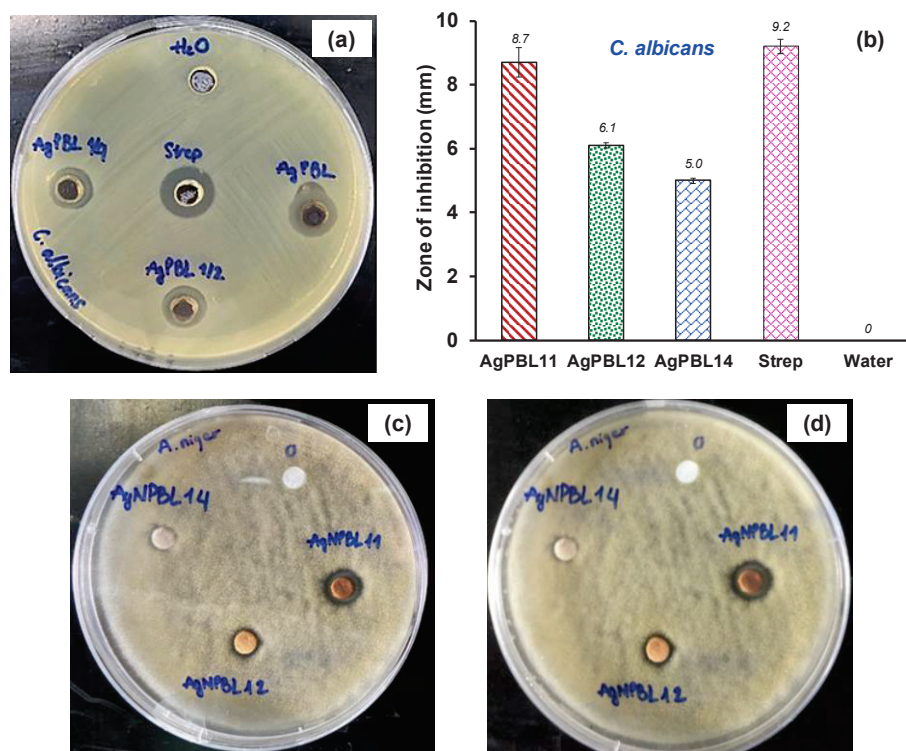 (a)
H₂O
AgPBL 1/4
Strep
AgPBL
C. albicans
AgPBL 1/2
(b)
C. albicans
Zone of inhibition (mm)
10
8
6
4
2
0
8.7
6.1
5.0
9.2
0
AgPBL11
AgPBL12
AgPBL14
Strep
Water
(c)
A. niger
0
AgNPBL14
AgNPBL11
AgNPBL12
(d)
A. niger
0
AgNPBL14
AgNPBL11
AgNPBL12